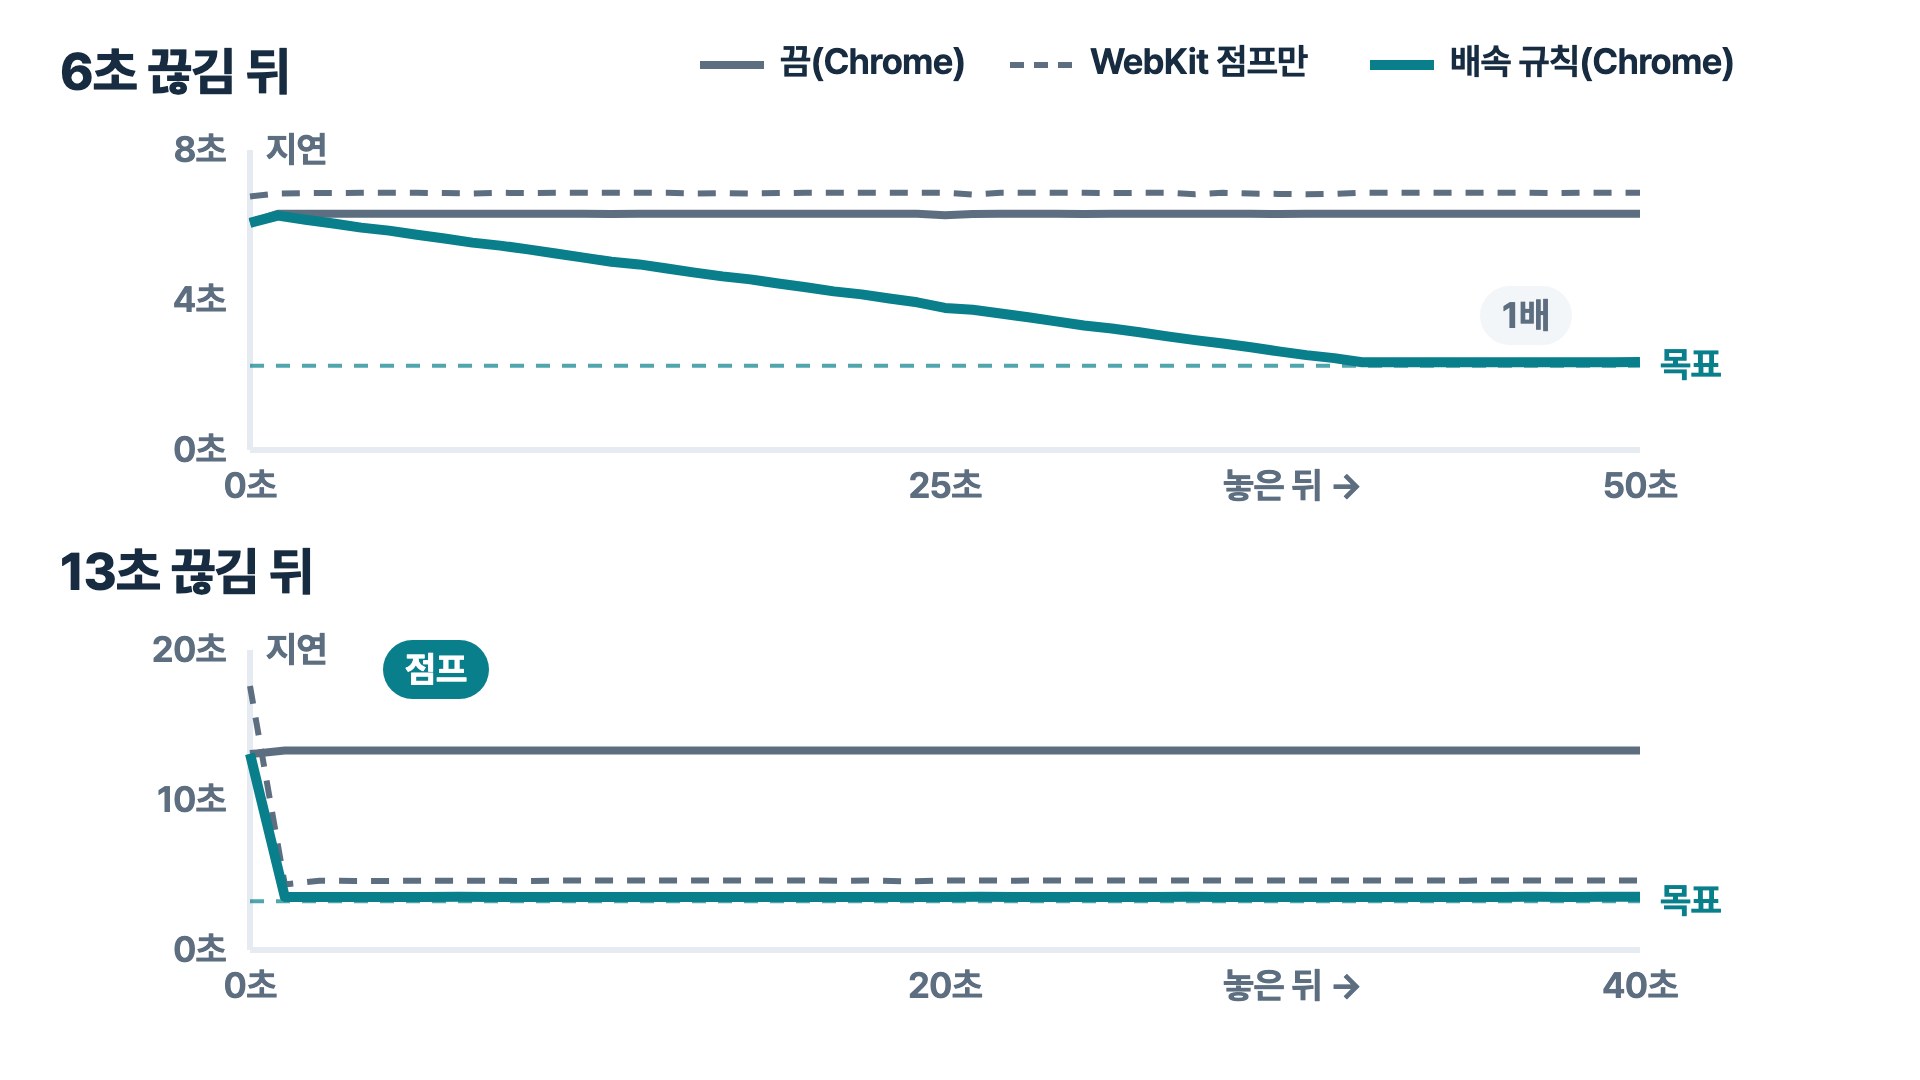 6초 끊김 뒤
끔(Chrome)
WebKit 점프만
배속 규칙(Chrome)
8초
지연
4초
1배
목표
0초
0초
25초
놓은 뒤 →
50초
13초 끊김 뒤
20초
지연
점프
10초
목표
0초
0초
20초
놓은 뒤 →
40초